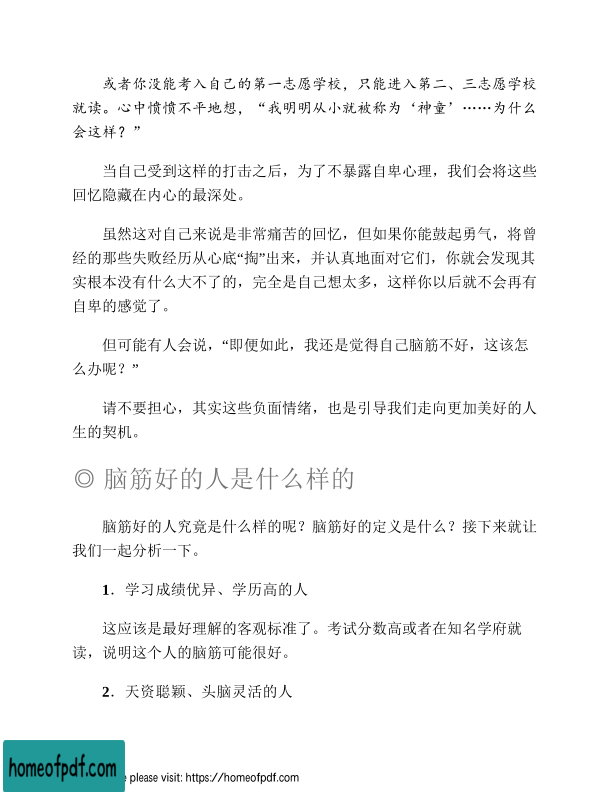 或者你没能考入自己的第一志愿学校，只能进入第二、三志愿学校
就读。心中愤愤不平地想，“我明明从小就被称为‘神童’……为什么
会这样？”
当自己受到这样的打击之后，为了不暴露自卑心理，我们会将这些
回忆隐藏在内心的最深处。
虽然这对自己来说是非常痛苦的回忆，但如果你能鼓起勇气，将曾
经的那些失败经历从心底“掏”出来，并认真地面对它们，你就会发现其
实根本没有什么大不了的，完全是自己想太多，这样你以后就不会再有
自卑的感觉了。
但可能有人会说，“即便如此，我还是觉得自己脑筋不好，这该怎
么办呢？”
请不要担心，其实这些负面情绪，也是引导我们走向更加美好的人
生的契机。
◎ 脑筋好的人是什么样的
脑筋好的人究竟是什么样的呢？脑筋好的定义是什么？接下来就让
我们一起分析一下。
1．学习成绩优异、学历高的人
这应该是最好理解的客观标准了。考试分数高或者在知名学府就
读，说明这个人的脑筋可能很好。
2．天资聪颖、头脑灵活的人
homeofpdf.com
please visit: https://homeofpdf.com